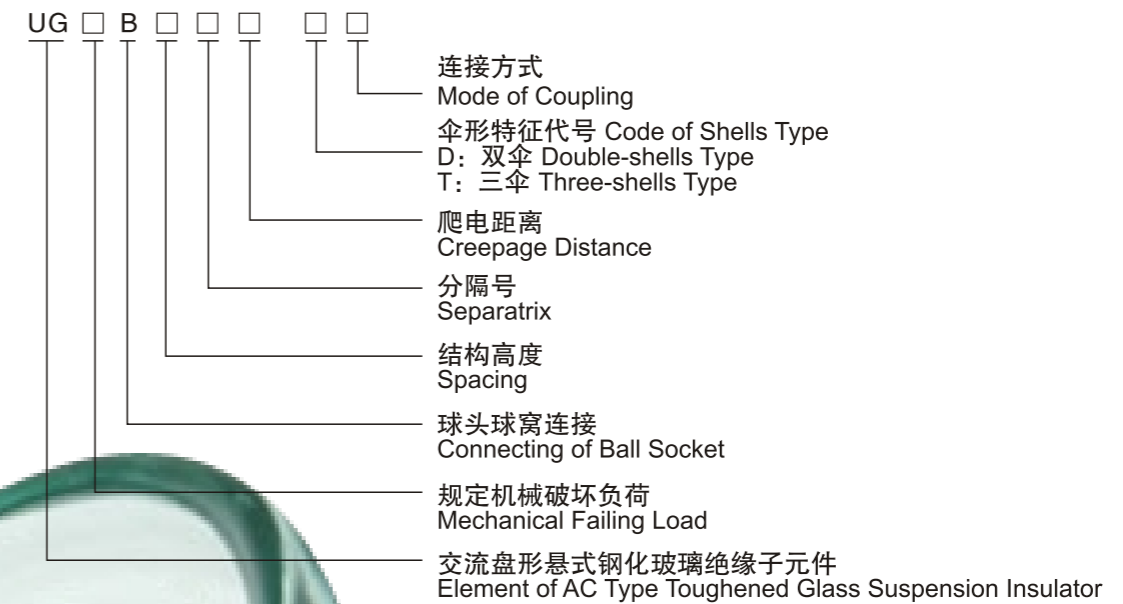 UG □ B □ □ □ □ □
连接方式
Mode of Coupling
伞形特征代号 Code of Shells Type
D：双伞 Double-shells Type
T：三伞 Three-shells Type
爬电距离
Creepage Distance
分隔号
Separatrix
结构高度
Spacing
球头球窝连接
Connecting of Ball Socket
规定机械破坏负荷
Mechanical Failing Load
交流盘形悬式钢化玻璃绝缘子元件
Element of AC Type Toughened Glass Suspension Insulator